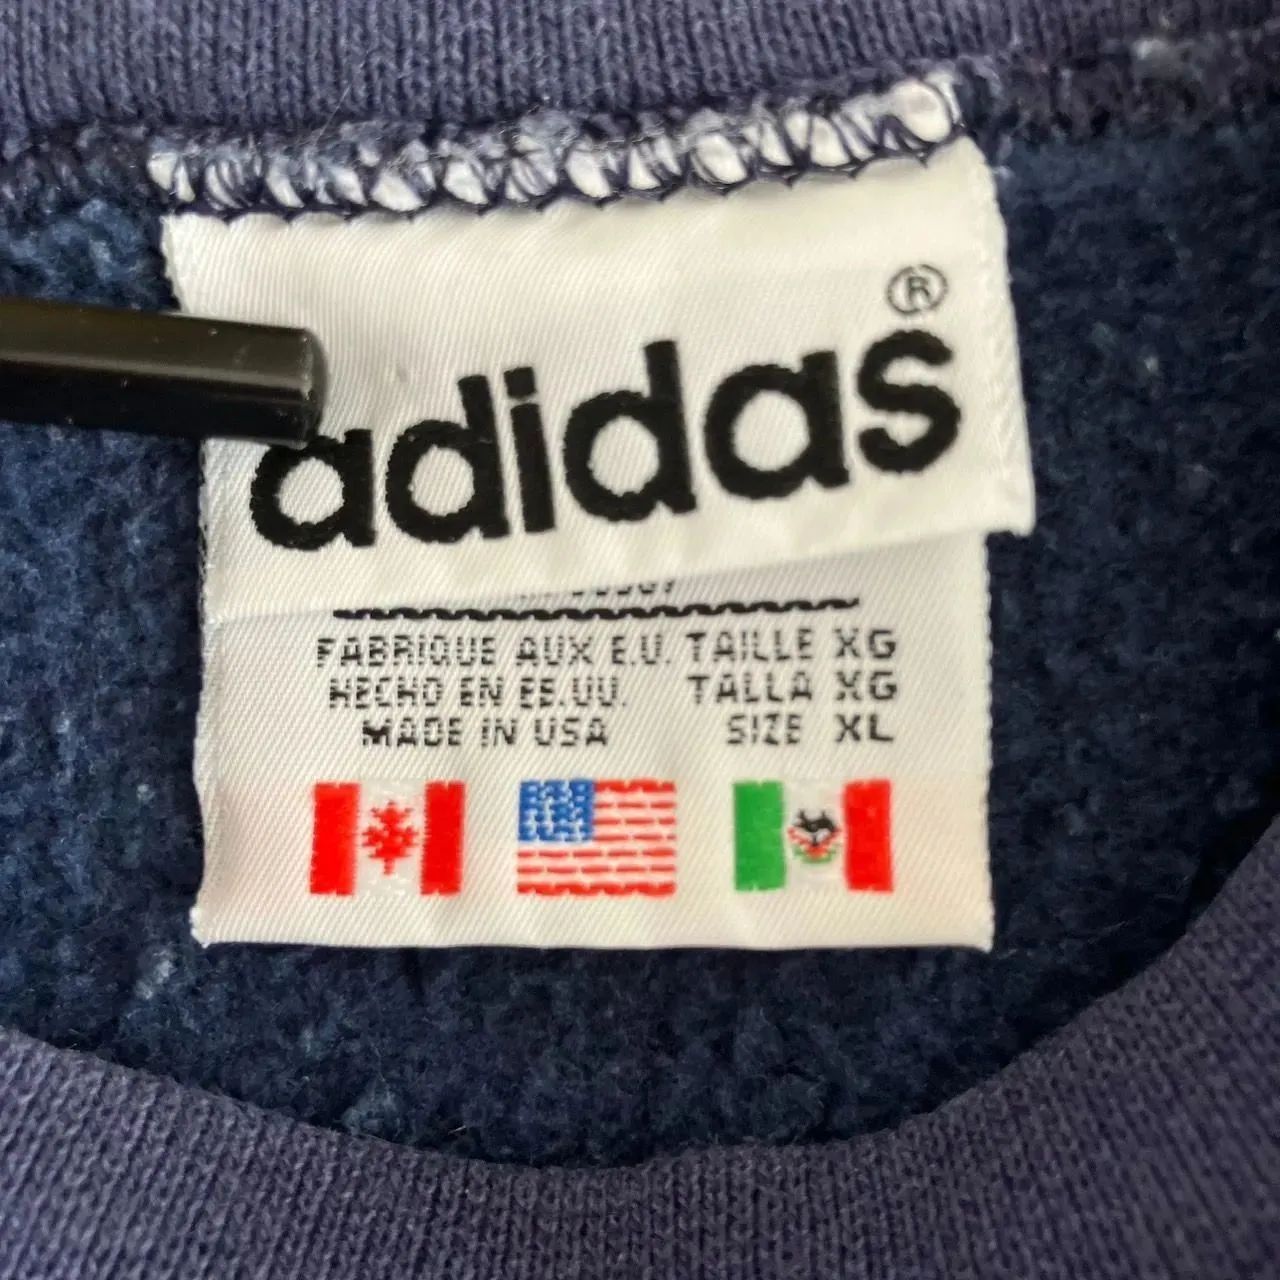 adidas®
FABRIQUE AUX E.U. TAILLE XG
HECHO EN EE.UU. TALLA XG
MADE IN USA SIZE XL